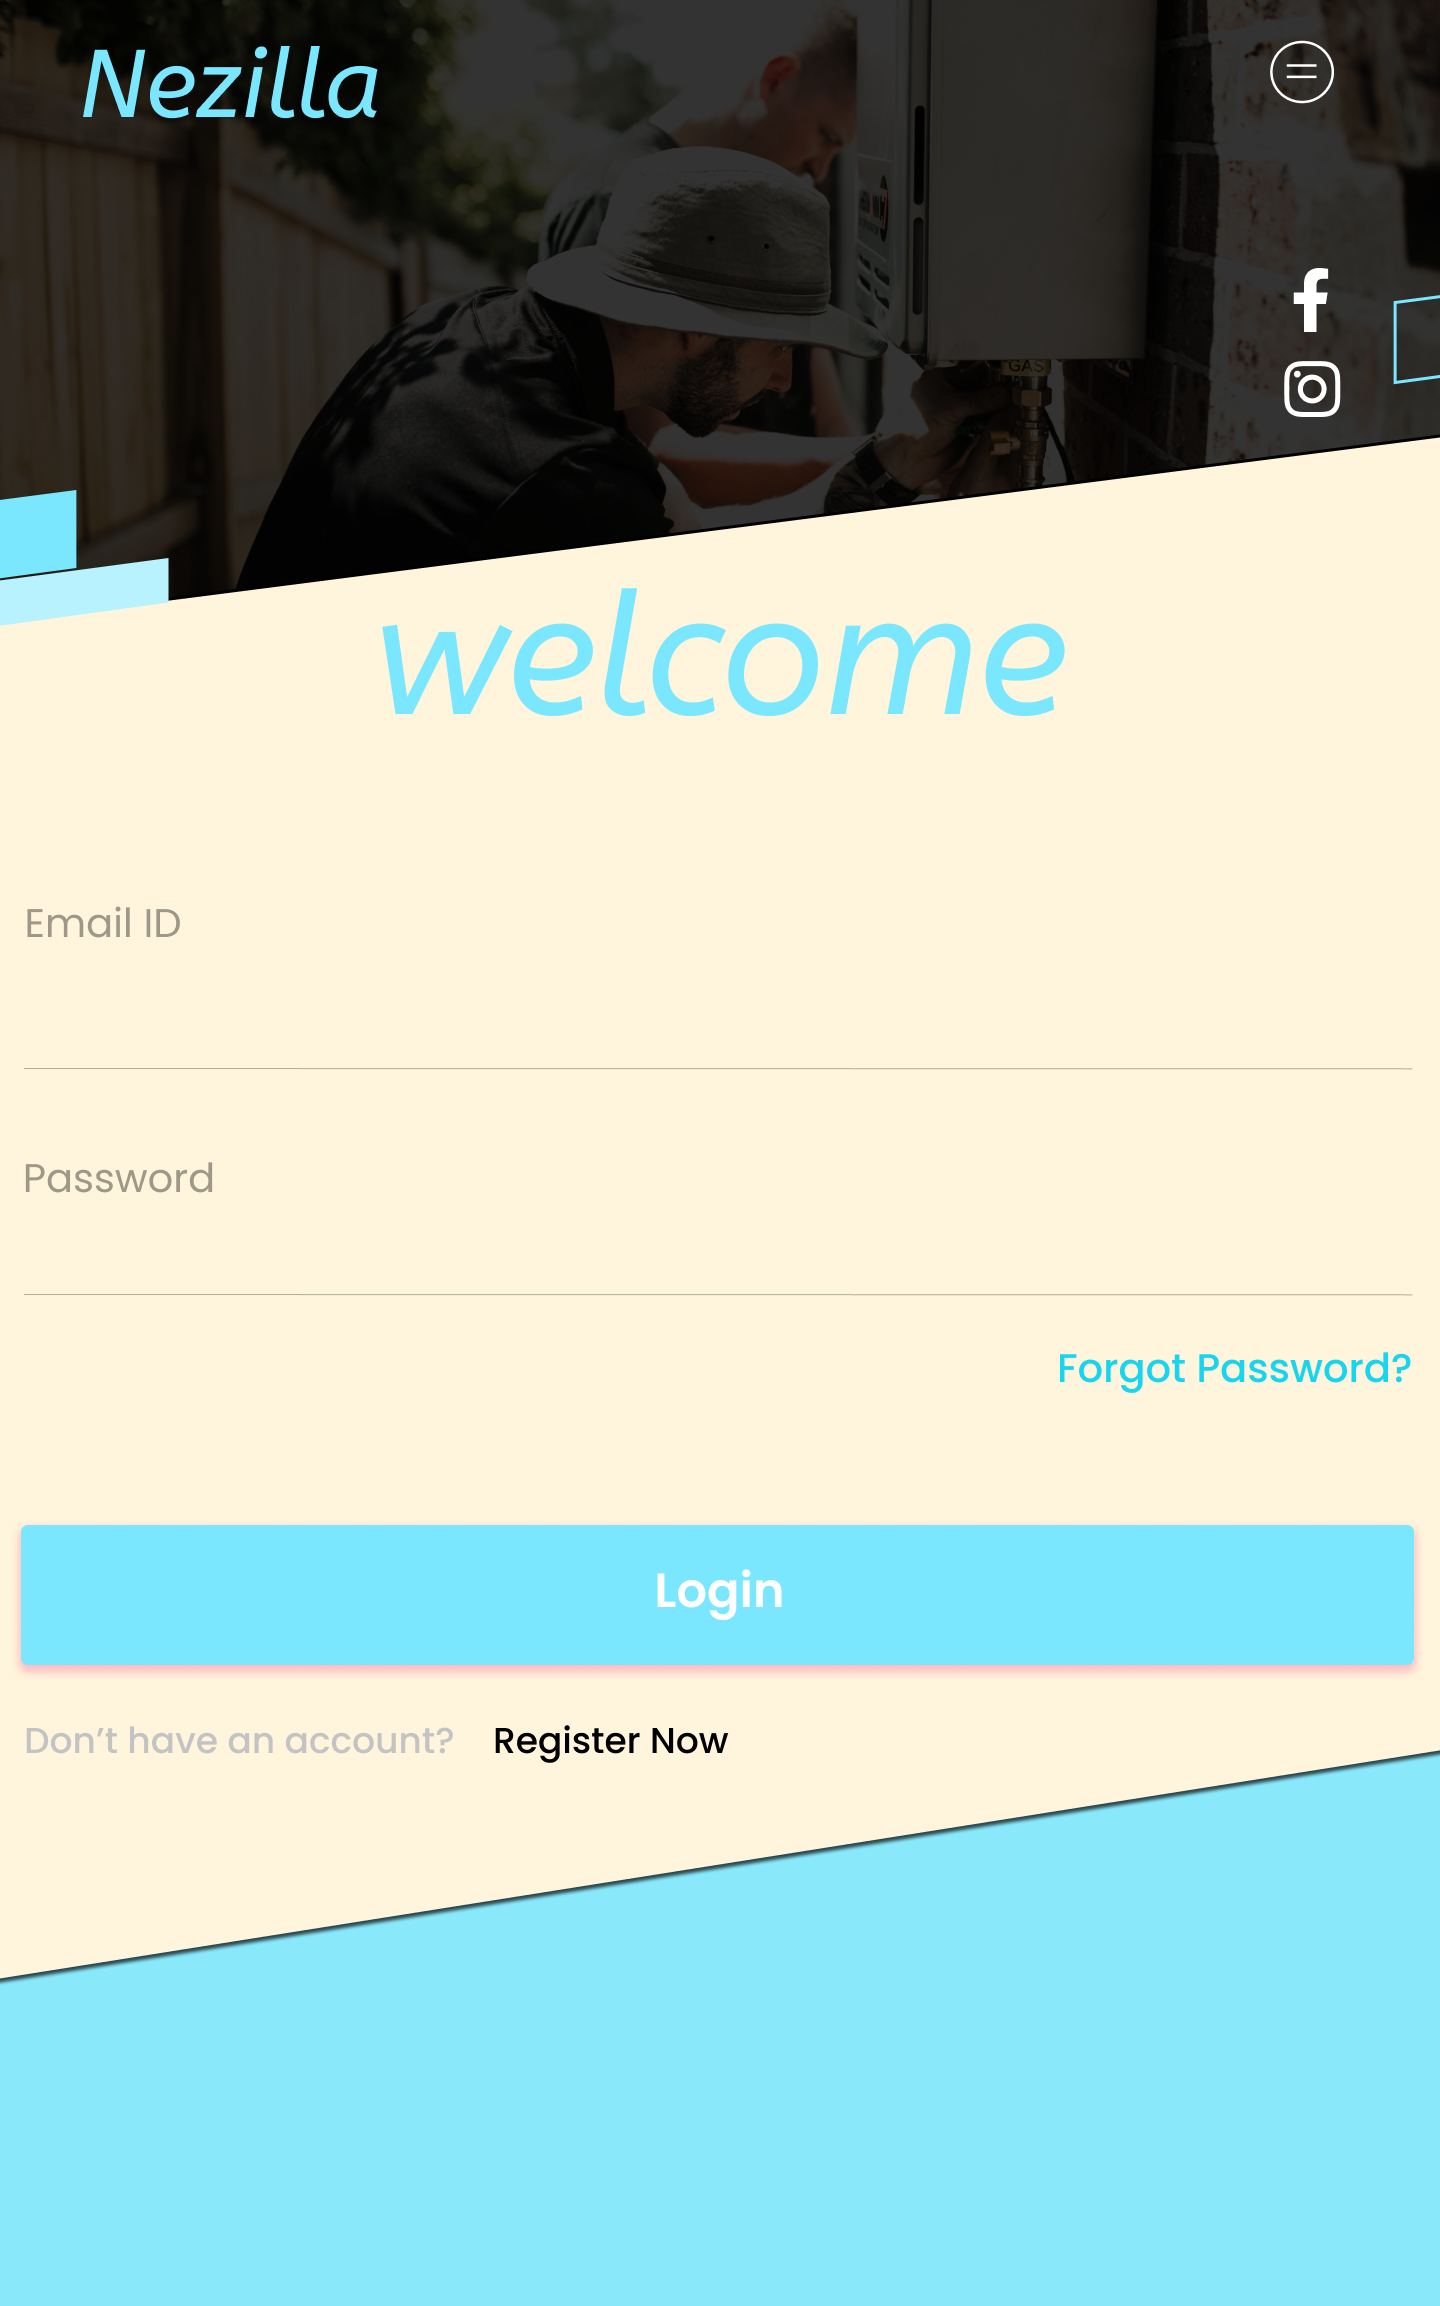 Nezilla
GAS
welcome
Email ID
Password
Forgot Password?
Login
Don’t have an account? Register Now